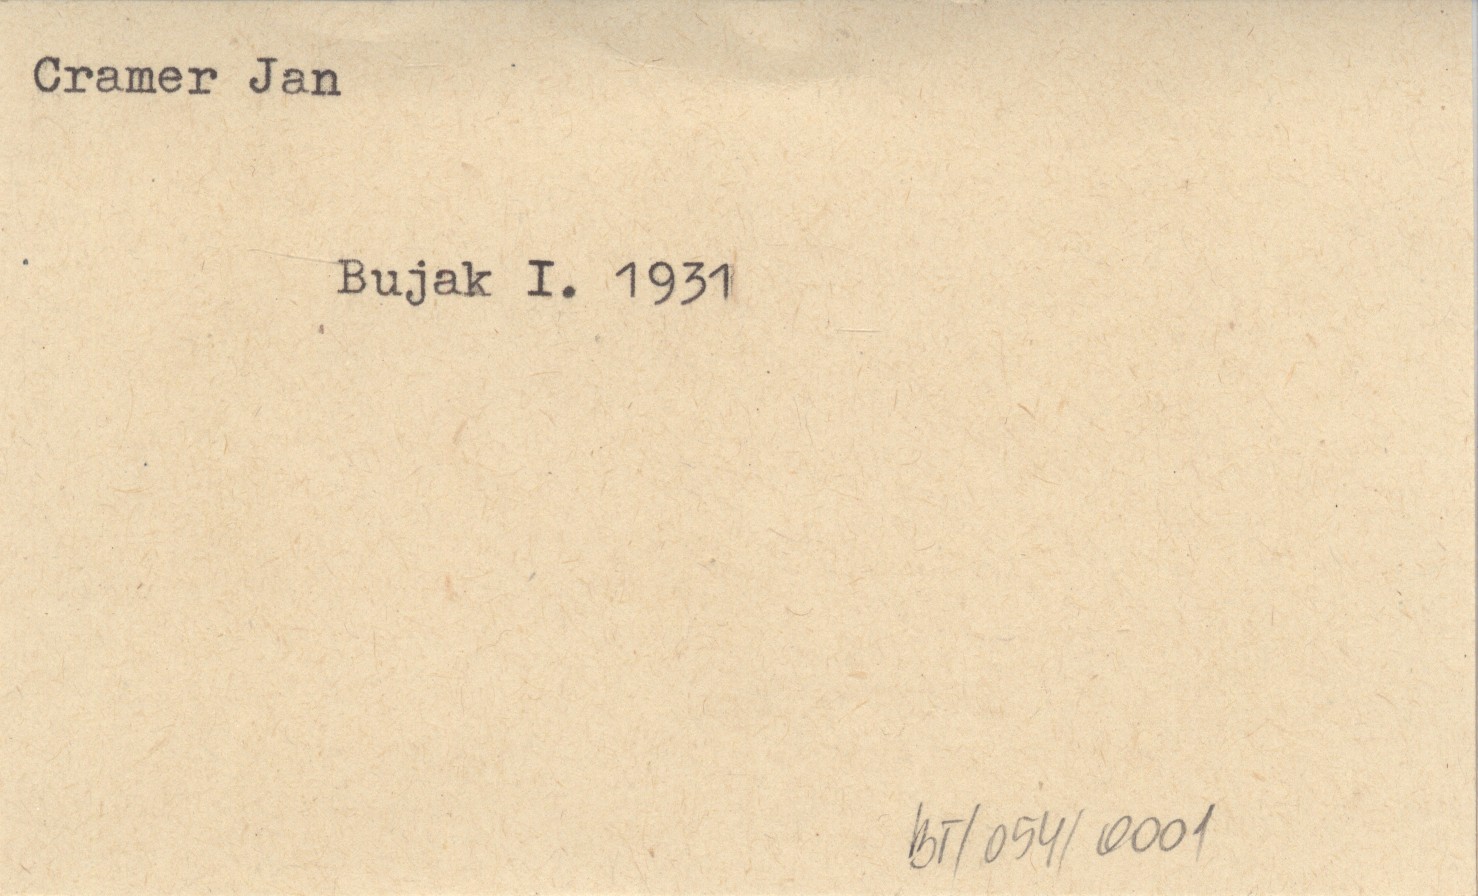 Cramer Jan
Bujak I. 1931
BT/054/0001